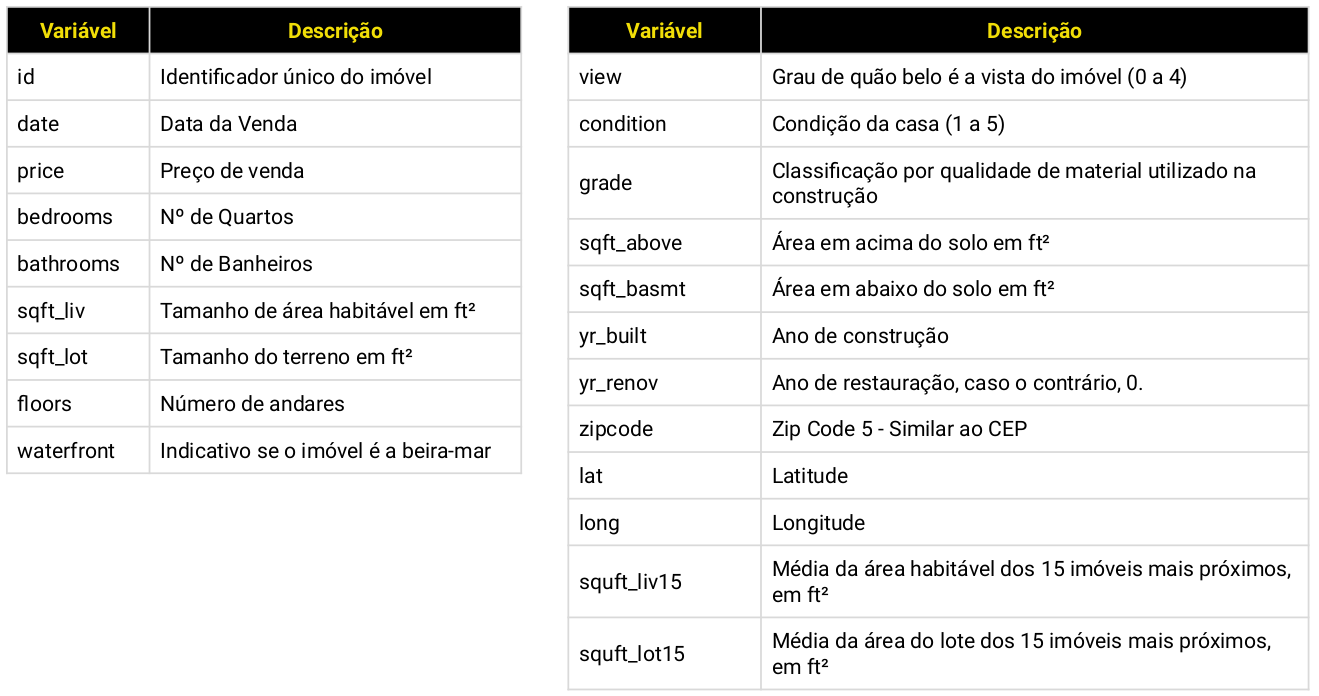 Variável Descrição
id Identificador único do imóvel
date Data da Venda
price Preço de venda
bedrooms Nº de Quartos
bathrooms Nº de Banheiros
sqft_liv Tamanho de área habitável em ft²
sqft_lot Tamanho do terreno em ft²
floors Número de andares
waterfront Indicativo se o imóvel é a beira-mar
Variável Descrição
view Grau de quão belo é a vista do imóvel (0 a 4)
condition Condição da casa (1 a 5)
grade Classificação por qualidade de material utilizado na
construção
sqft_above Área em acima do solo em ft²
sqft_basmt Área em abaixo do solo em ft²
yr_built Ano de construção
yr_renov Ano de restauração, caso o contrário, 0.
zipcode Zip Code 5 - Similar ao CEP
lat Latitude
long Longitude
squft_liv15 Média da área habitável dos 15 imóveis mais próximos,
em ft²
squft_lot15 Média da área do lote dos 15 imóveis mais próximos,
em ft²